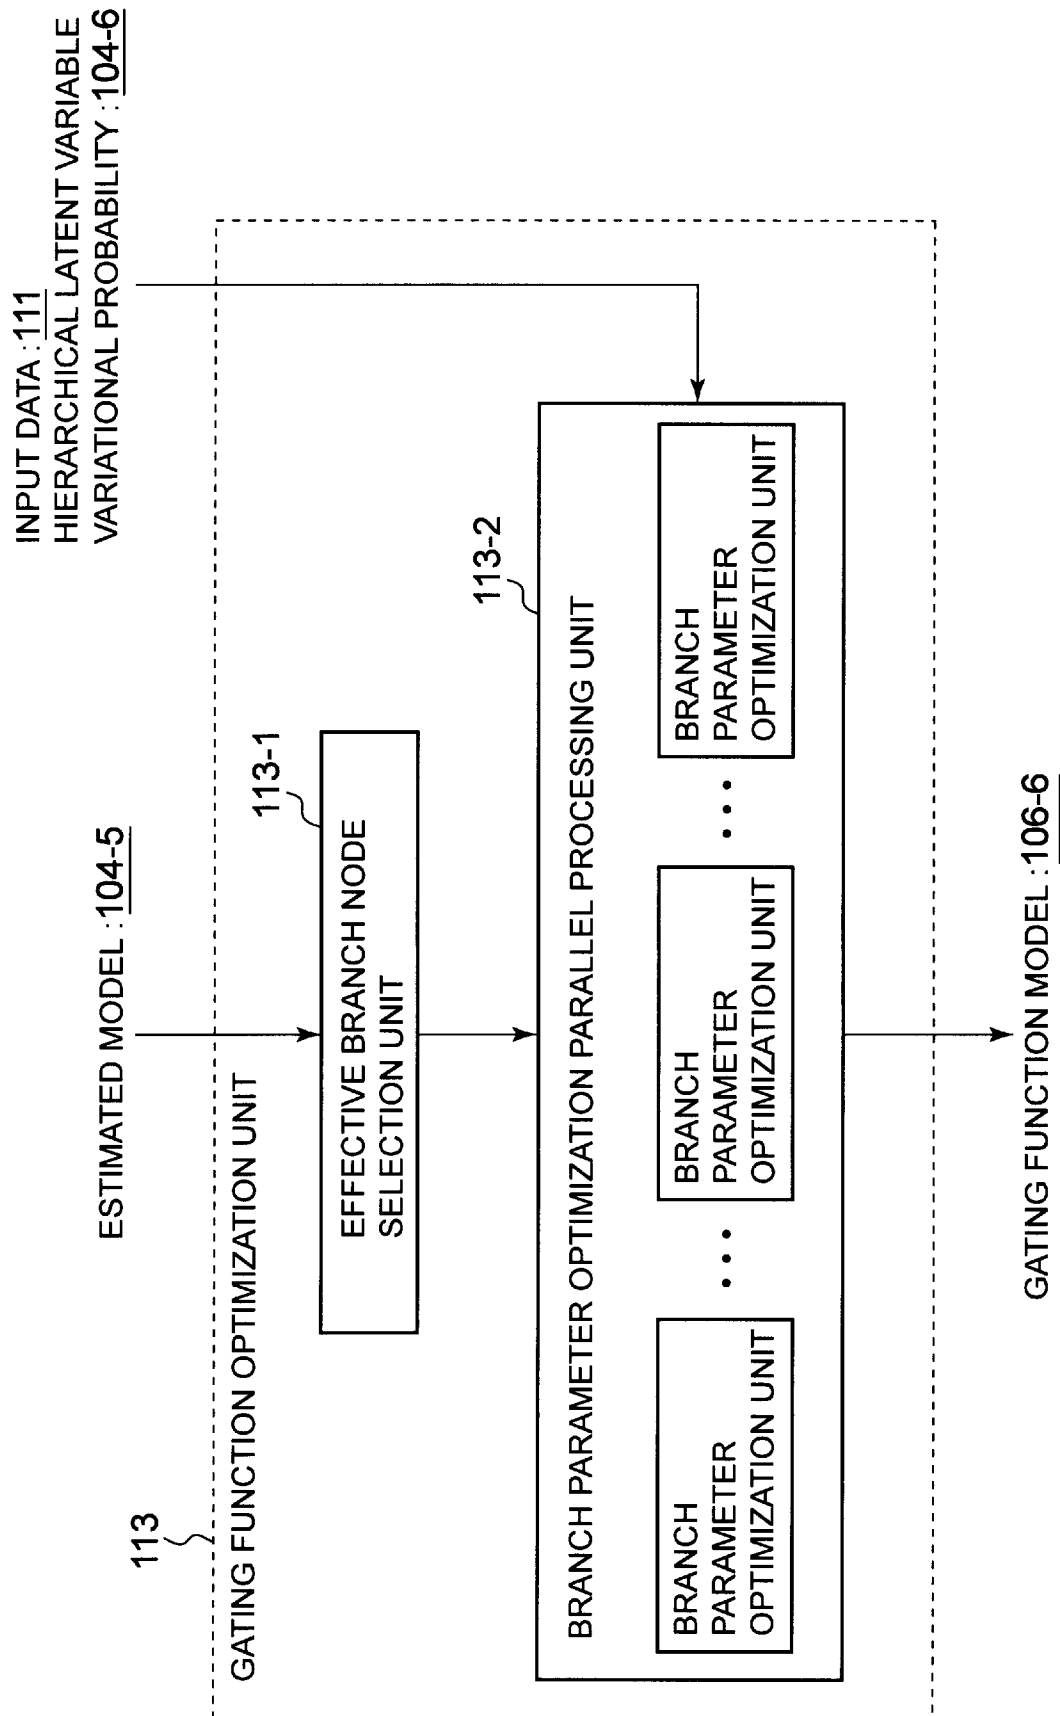 INPUT DATA :111
HIERARCHICAL LATENT VARIABLE
VARIATIONAL PROBABILITY :104-6
ESTIMATED MODEL :104-5
113
GATING FUNCTION OPTIMIZATION UNIT
113-1
EFFECTIVE BRANCH NODE
SELECTION UNIT
113-2
BRANCH PARAMETER OPTIMIZATION PARALLEL PROCESSING UNIT
BRANCH
PARAMETER
OPTIMIZATION UNIT
• • •
BRANCH
PARAMETER
OPTIMIZATION UNIT
• • •
BRANCH
PARAMETER
OPTIMIZATION UNIT
GATING FUNCTION MODEL :106-6